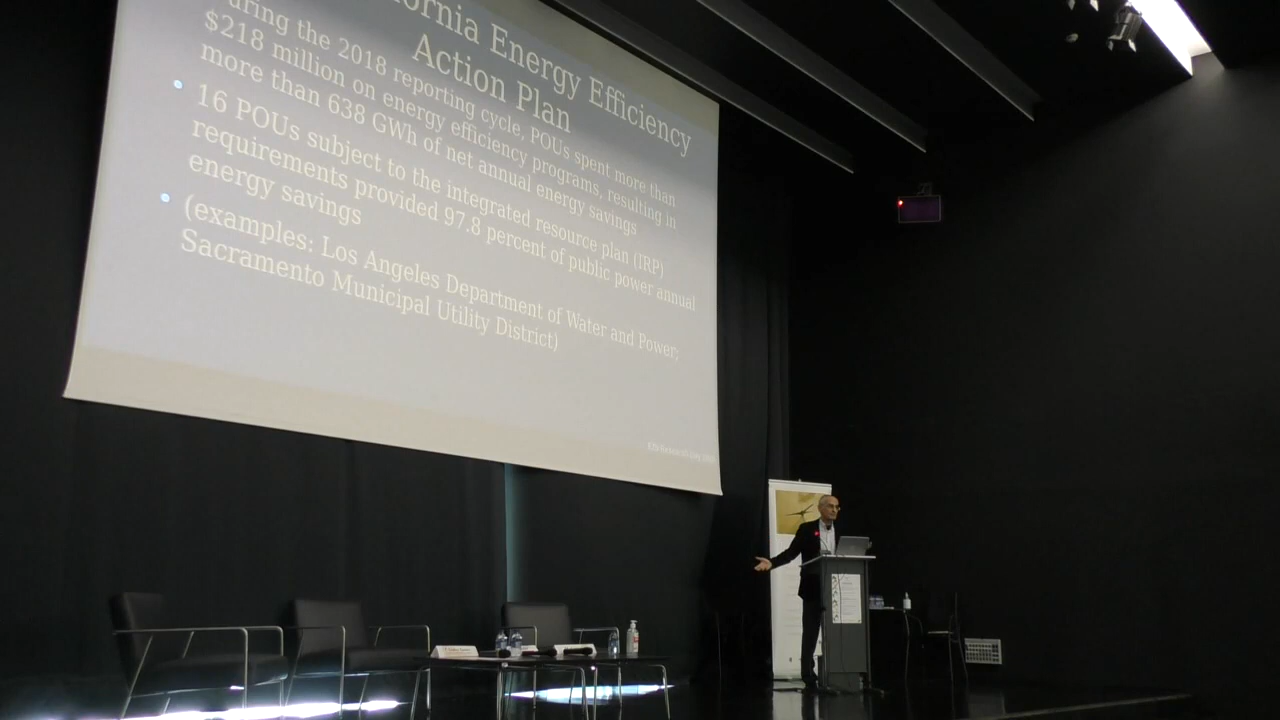 ornia Energy Efficiency
Action Plan
uring the 2018 reporting cycle, POUs spent more than
$218 million on energy efficiency programs, resulting in
more than 638 GWh of net annual energy savings
16 POUs subject to the integrated resource plan (IRP)
requirements provided 97.8 percent of public power annual
energy savings
(examples: Los Angeles Department of Water and Power;
Sacramento Municipal Utility District)